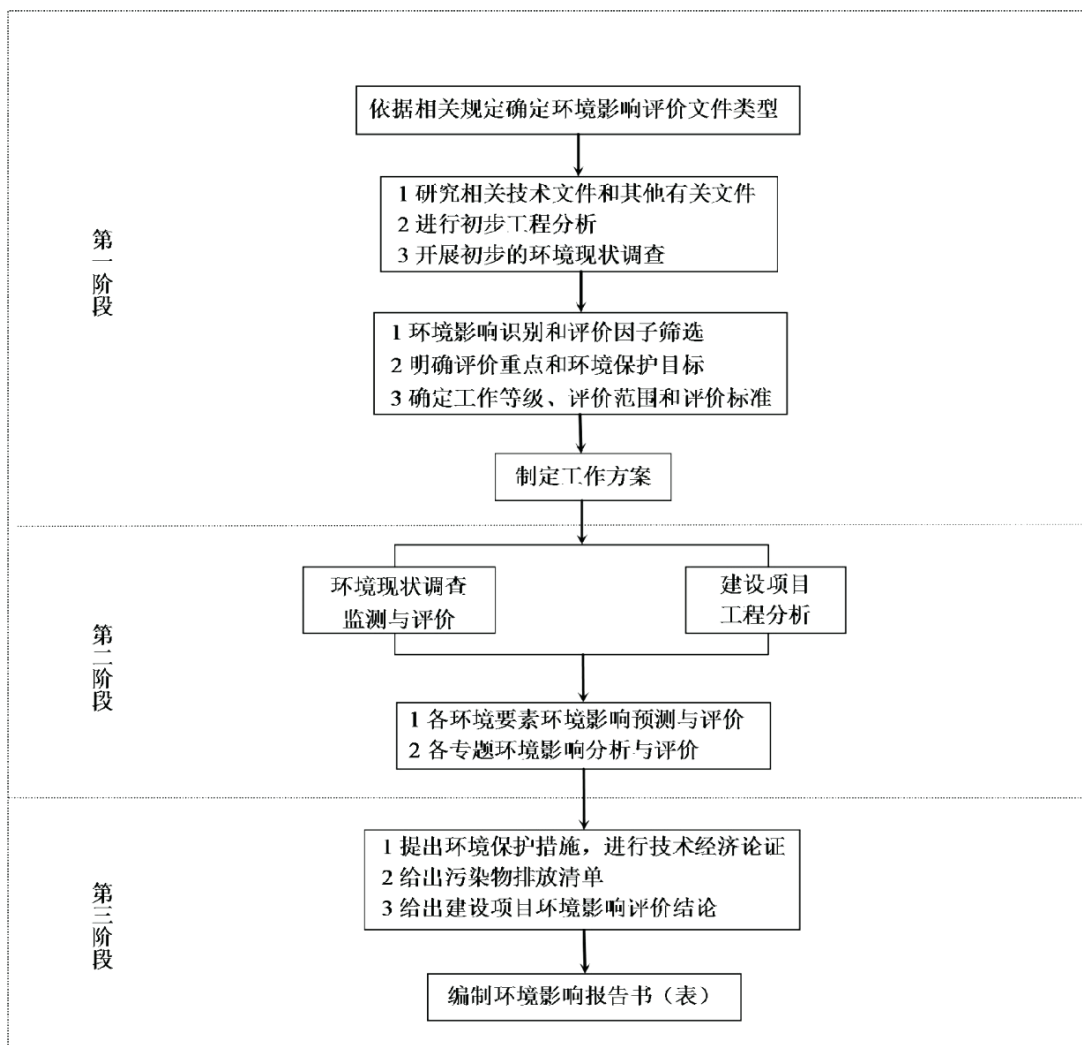 依据相关规定确定环境影响评价文件类型
1 研究相关技术文件和其他有关文件
2 进行初步工程分析
3 开展初步的环境现状调查
第一阶段
1 环境影响识别和评价因子筛选
2 明确评价重点和环境保护目标
3 确定工作等级、评价范围和评价标准
制定工作方案
环境现状调查
监测与评价
建设项目
工程分析
第二阶段
1 各环境要素环境影响预测与评价
2 各专题环境影响分析与评价
1 提出环境保护措施，进行技术经济论证
2 给出污染物排放清单
3 给出建设项目环境影响评价结论
第三阶段
编制环境影响报告书（表）